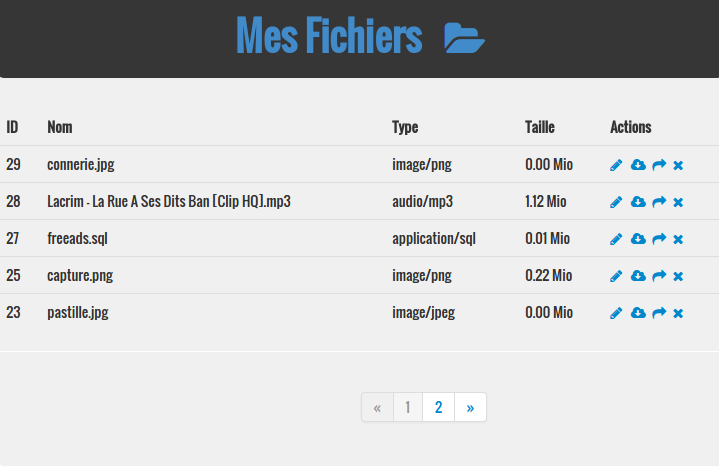 Mes Fichiers
ID Nom Type Taille Actions
29 connerie.jpg image/png 0.00 Mio
28 Lacrim - La Rue A Ses Dits Ban [Clip HQ].mp3 audio/mp3 1.12 Mio
27 freeads.sql application/sql 0.01 Mio
25 capture.png image/png 0.22 Mio
23 pastille.jpg image/jpeg 0.00 Mio
« 1 2 »